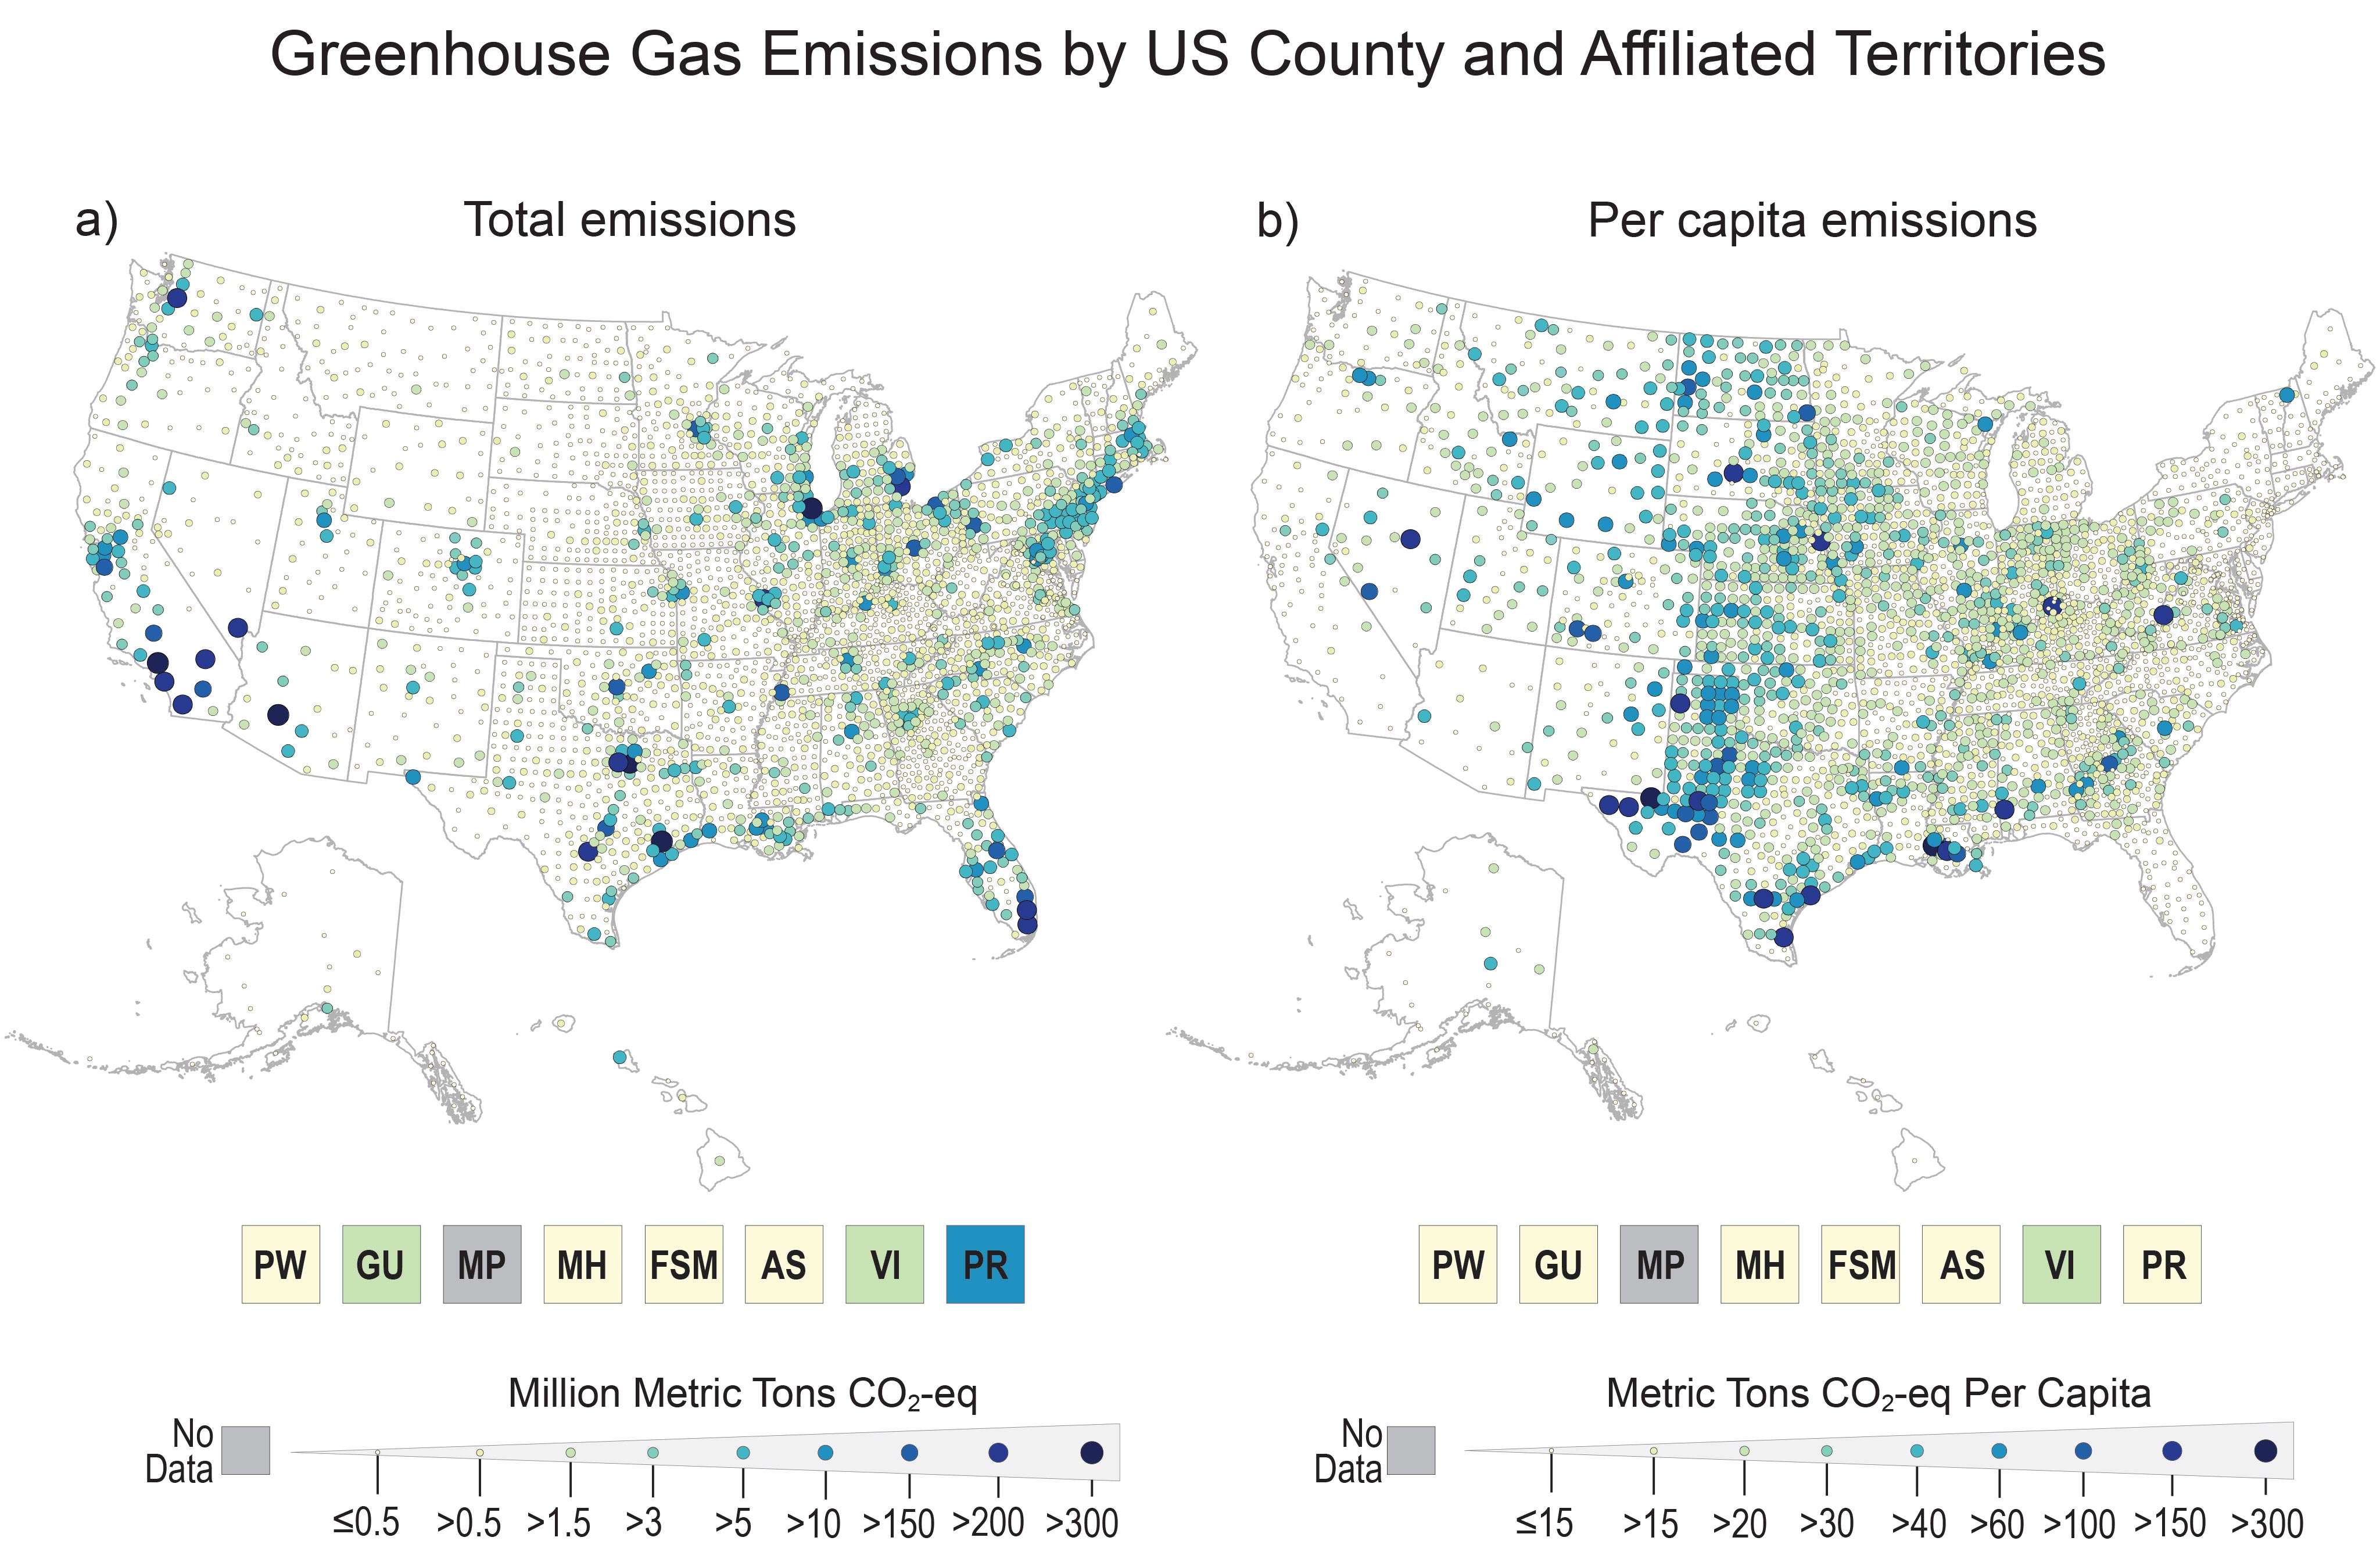 Greenhouse Gas Emissions by US County and Affiliated Territories
a)
Total emissions
b)
Per capita emissions
PW GU MP MH FSM AS VI PR
PW GU MP MH FSM AS VI PR
Million Metric Tons CO₂-eq
No
Data
≤0.5 >0.5 >1.5 >3 >5 >10 >150 >200 >300
Metric Tons CO₂-eq Per Capita
No
Data
≤15 >15 >20 >30 >40 >60 >100 >150 >300